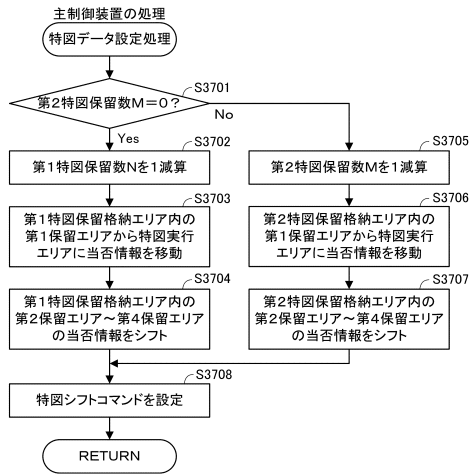 主制御装置の処理
特図データ設定処理
S3701
第2特図保留数M＝0？
No
Yes
S3702
第1特図保留数Nを1減算
S3703
第1特図保留格納エリア内の
第1保留エリアから特図実行
エリアに当否情報を移動
S3704
第1特図保留格納エリア内の
第2保留エリア～第4保留エリア
の当否情報をシフト
S3705
第2特図保留数Mを1減算
S3706
第2特図保留格納エリア内の
第1保留エリアから特図実行
エリアに当否情報を移動
S3707
第2特図保留格納エリア内の
第2保留エリア～第4保留エリア
の当否情報をシフト
S3708
特図シフトコマンドを設定
RETURN